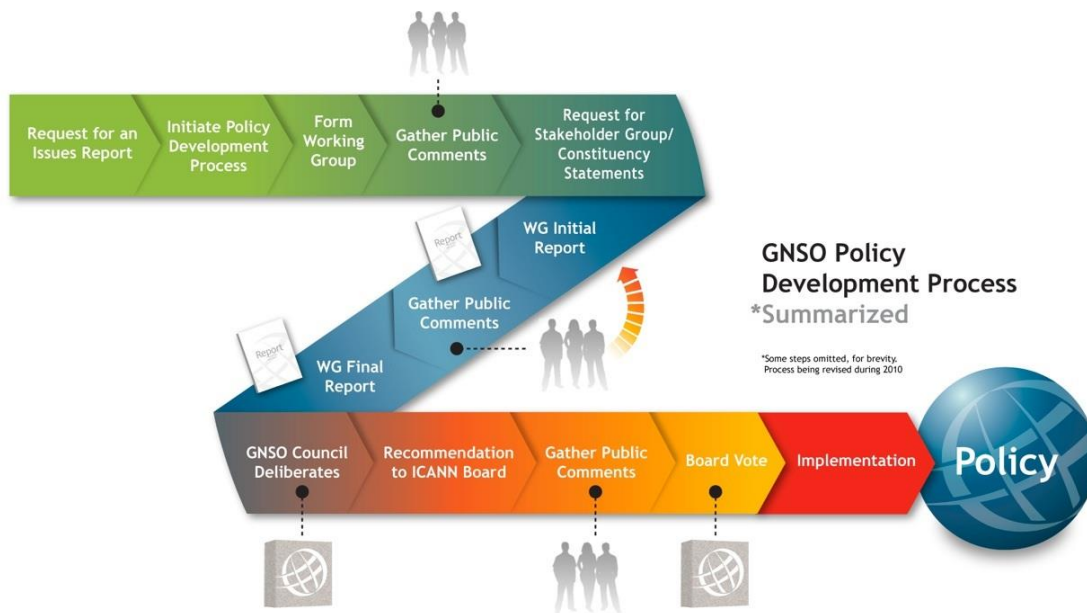 Request for an
Issues Report
Initiate Policy
Development
Process
Form
Working
Group
Gather Public
Comments
Request for
Stakeholder Group/
Constituency
Statements
Report
WG Initial
Report
Gather Public
Comments
Report
WG Final
Report
GNSO Policy
Development Process
*Summarized
*Some steps omitted, for brevity.
Process being revised during 2010
GNSO Council
Deliberates
Recommendation
to ICANN Board
Gather Public
Comments
Board Vote
Implementation
Policy